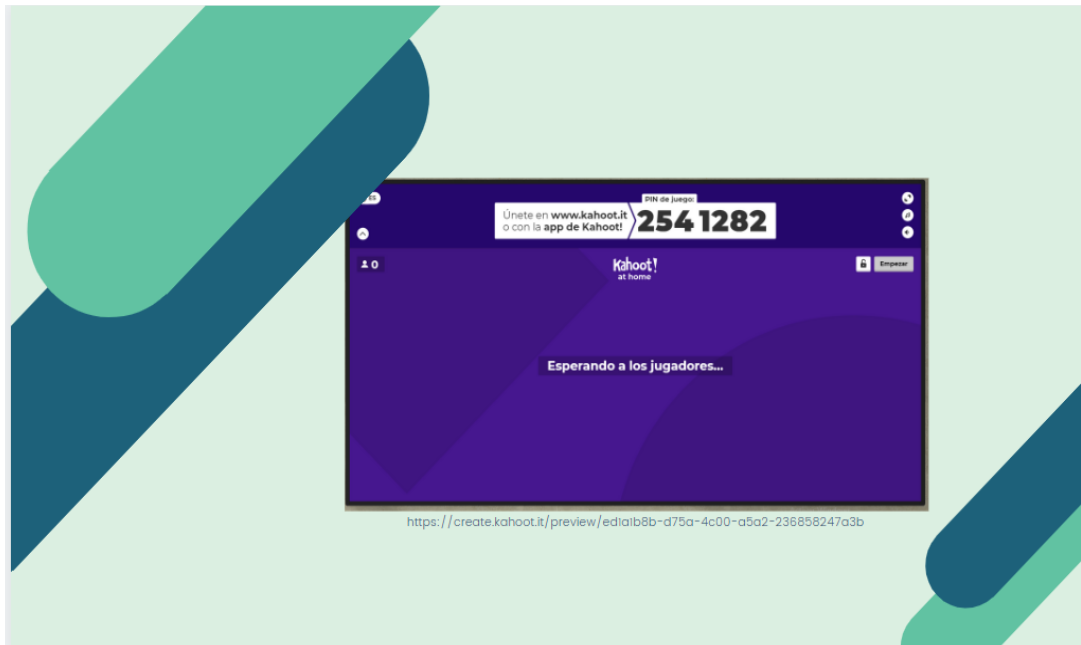 ES
PIN de juego:
Únete en www.kahoot.it
o con la app de Kahoot!
254 1282
0
Kahoot!
at home
Empezar
Esperando a los jugadores...
https://create.kahoot.it/preview/ed1a1b8b-d75a-4c00-a5a2-236858247a3b